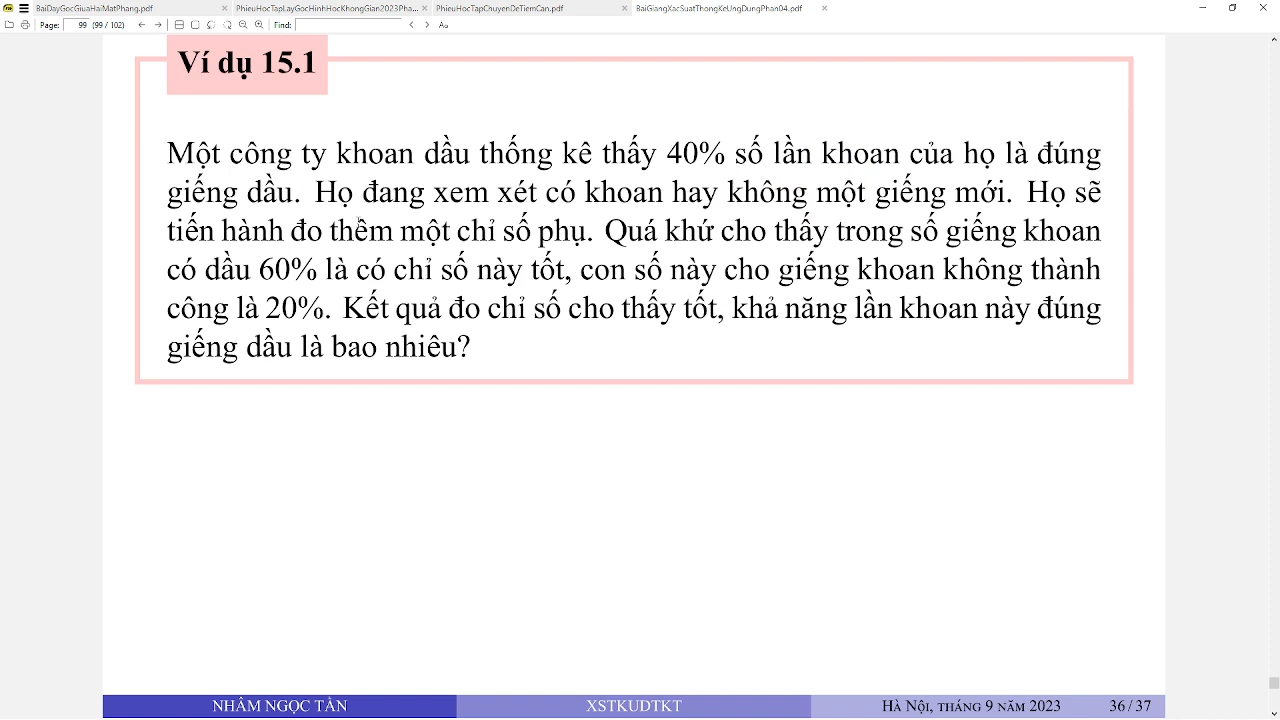 BaiDayGocGiuaHaiMatPhang.pdf
PhieuHocTapLayGocHinhHocKhongGian2023Pha...
PhieuHocTapChuyenDeTiemCan.pdf
BaiGiangXacSuatThongKeUngDungPhan04.pdf
Page: 99 (99 / 102) Find: Aa
Ví dụ 15.1
Một công ty khoan dầu thống kê thấy 40% số lần khoan của họ là đúng
giếng dầu. Họ đang xem xét có khoan hay không một giếng mới. Họ sẽ
tiến hành đo thềm một chỉ số phụ. Quá khứ cho thấy trong số giếng khoan
có dầu 60% là có chỉ số này tốt, con số này cho giếng khoan không thành
công là 20%. Kết quả đo chỉ số cho thấy tốt, khả năng lần khoan này đúng
giếng dầu là bao nhiêu?
NHÂM NGỌC TẦN XSTKUDTKT Hà Nội, THÁNG 9 NĂM 2023 36 / 37